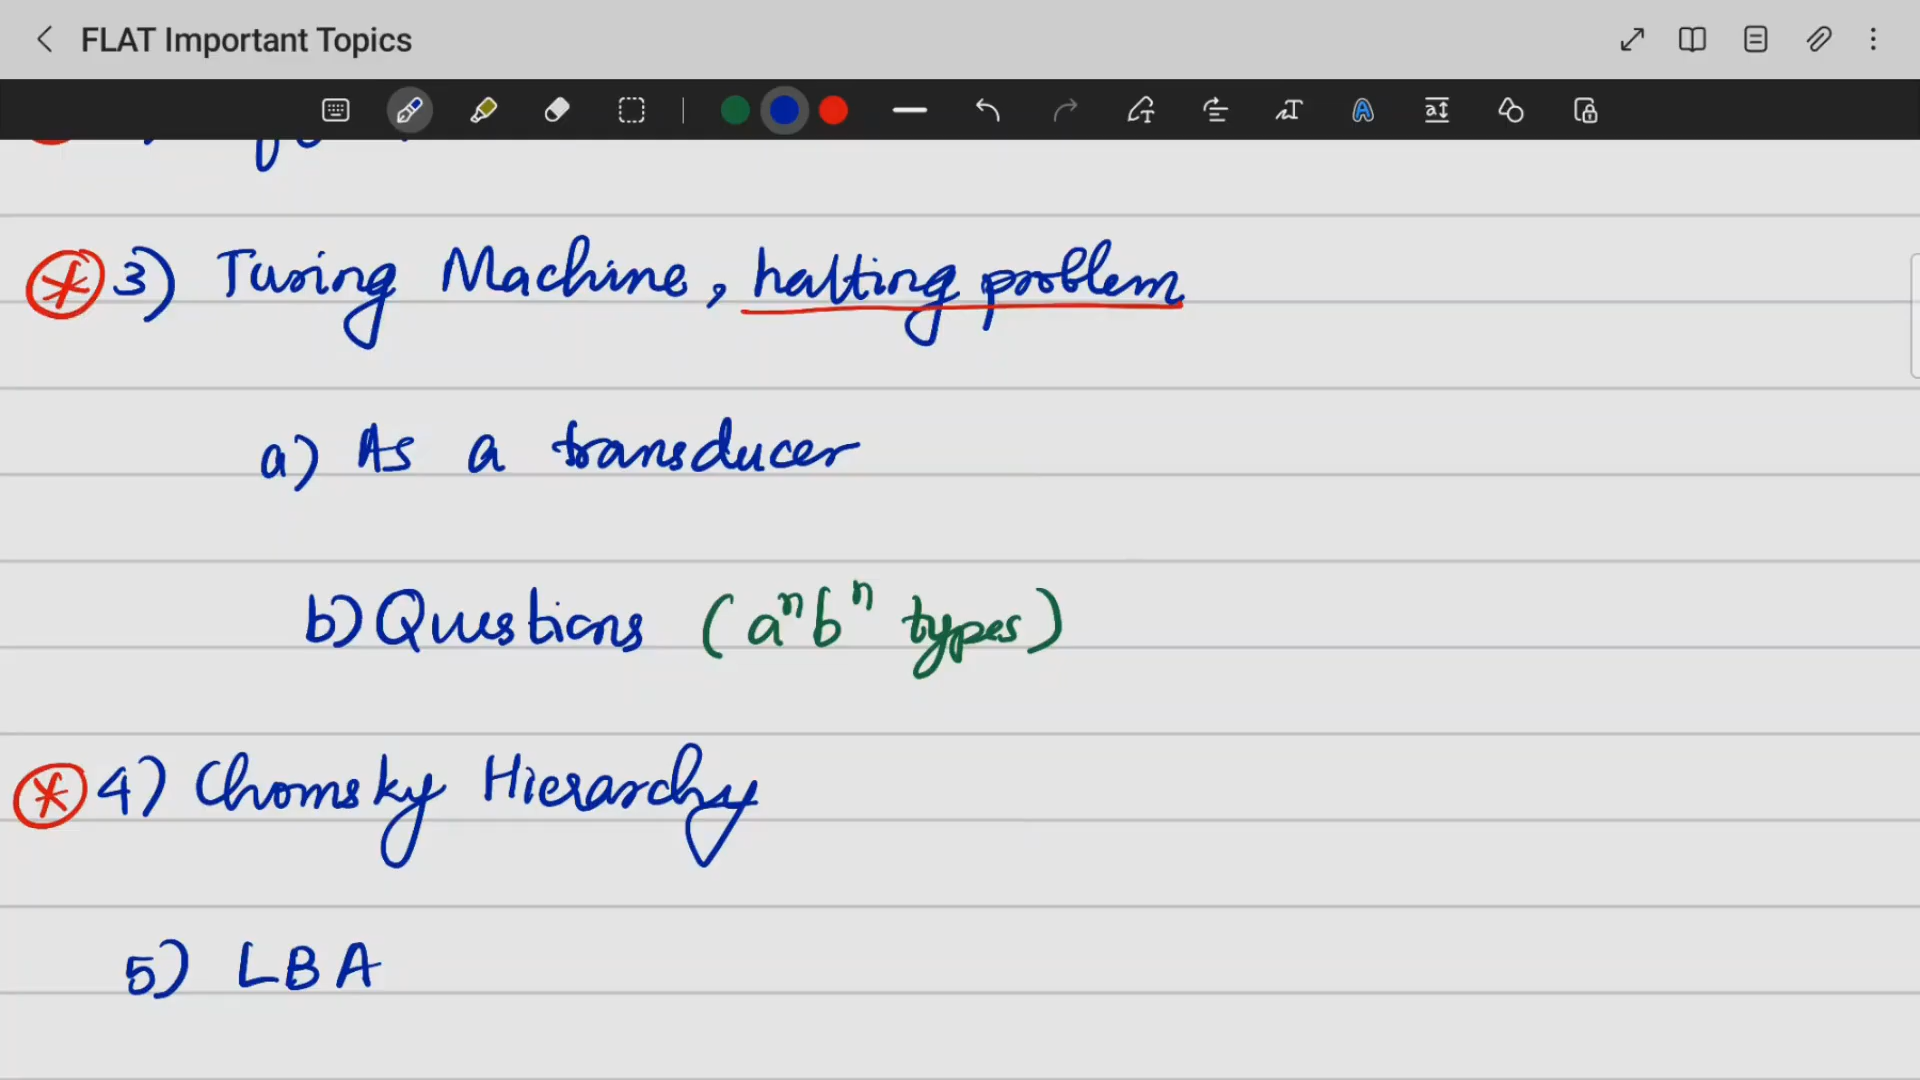 FLAT Important Topics
3) Turing Machine, halting problem
a) As a transducer
b) Questions (aⁿbⁿ types)
4) Chomsky Hierarchy
5) LBA